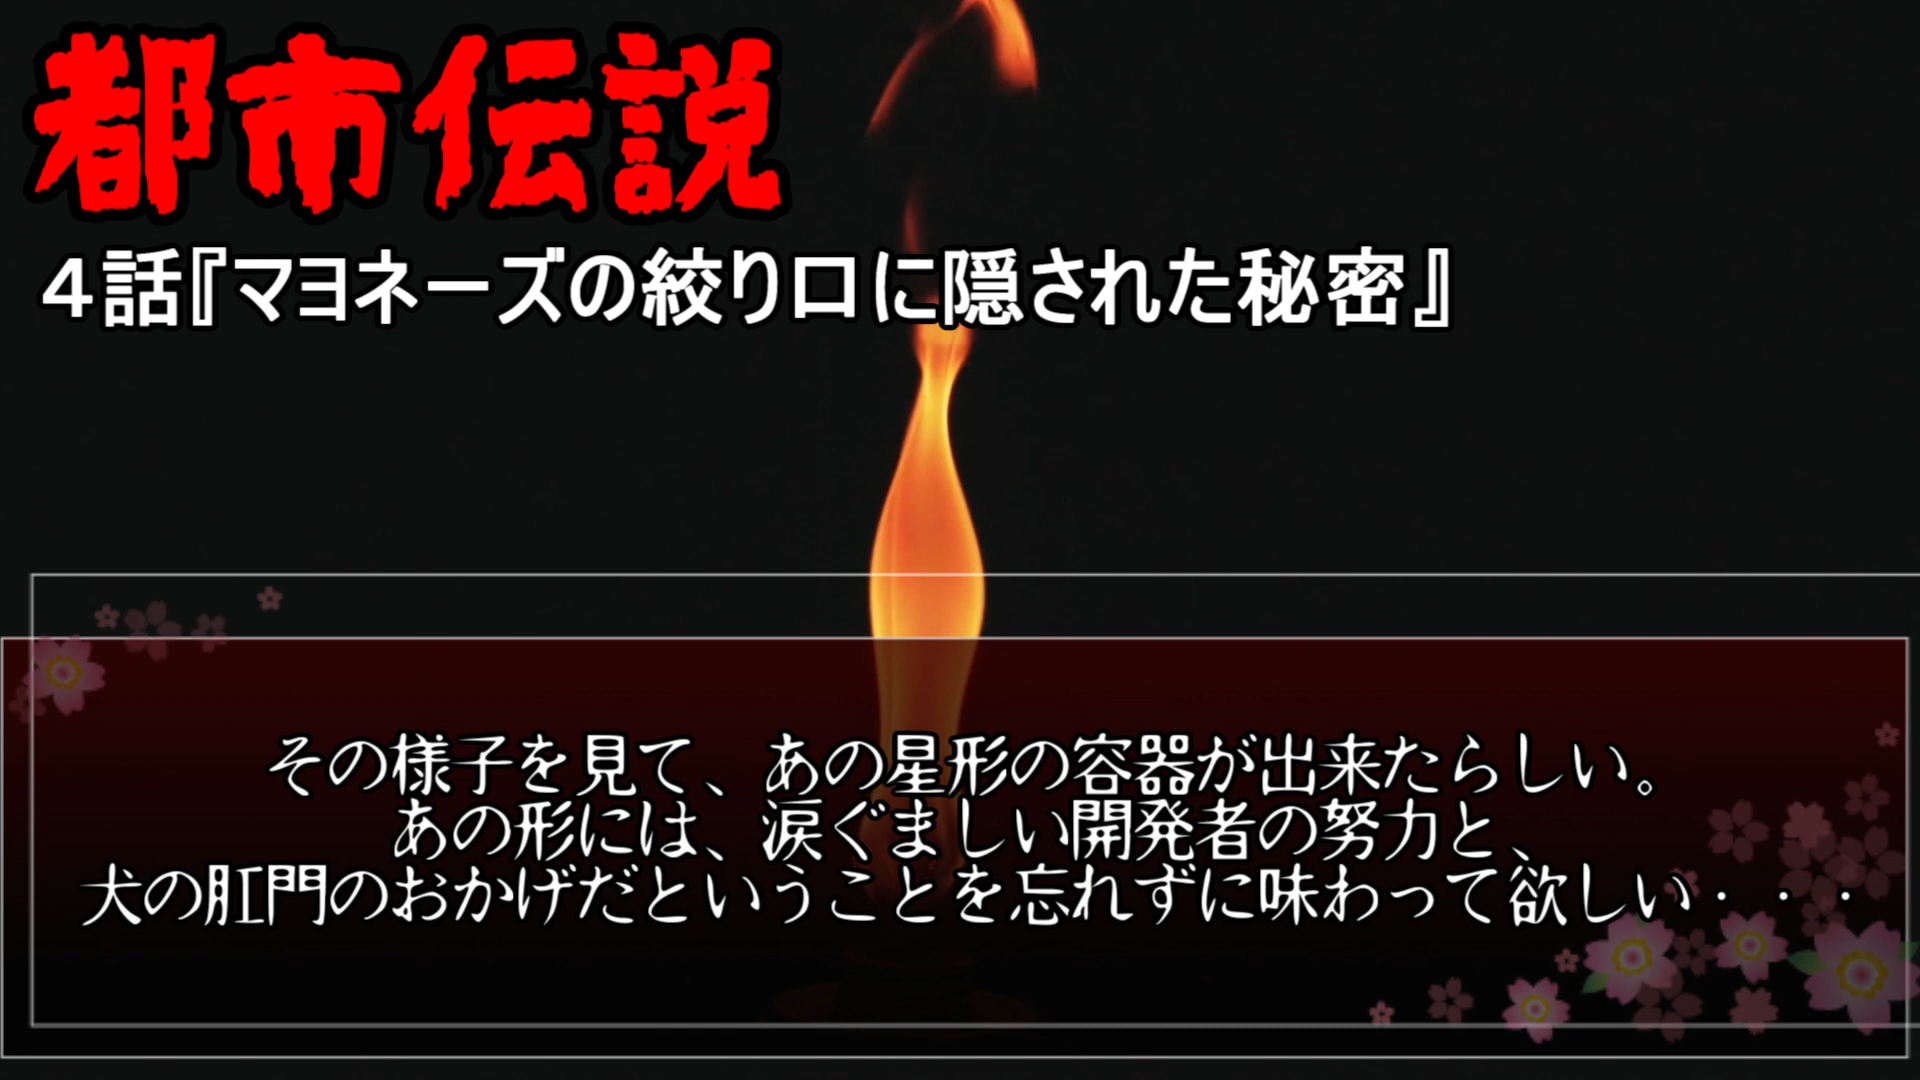 都市伝説
４話『マヨネーズの絞り口に隠された秘密』
その様子を見て、あの星形の容器が出来たらしい。
あの形には、涙ぐましい開発者の努力と、
犬の肛門のおかげだということを忘れずに味わって欲しい・・・